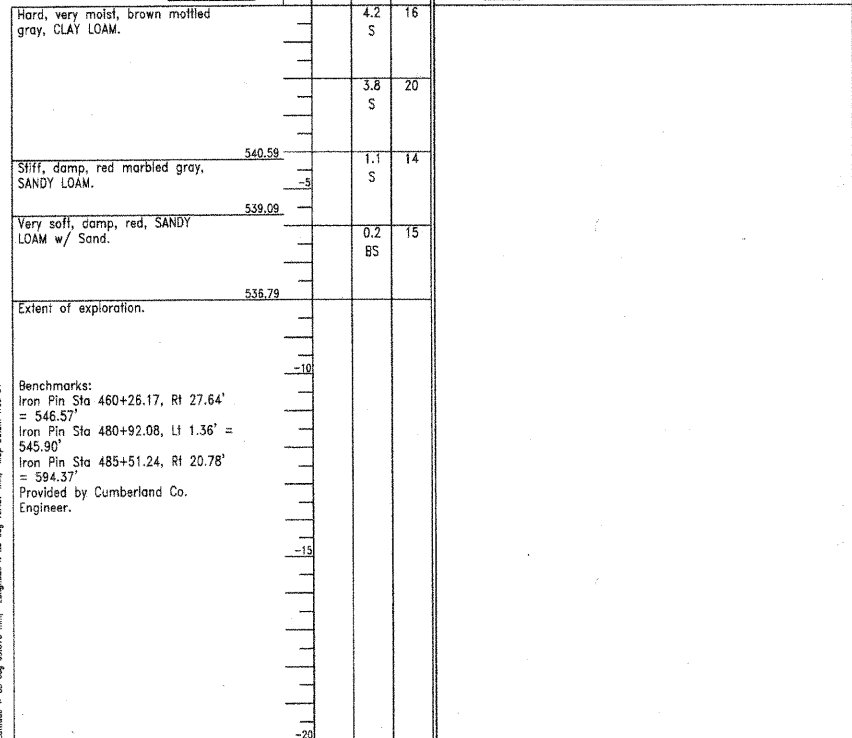 Hard, very moist, brown mottled
gray, CLAY LOAM.
4.2 16
S
3.8 20
S
540.59
Stiff, damp, red marbled gray,
SANDY LOAM.
1.1 14
S
-5
539.09
Very soft, damp, red, SANDY
LOAM w/ Sand.
0.2 15
BS
536.79
Extent of exploration.
-10
Benchmarks:
Iron Pin Sta 460+26.17, Rt 27.64'
= 546.57'
Iron Pin Sta 480+92.08, Lt 1.36' =
545.90'
Iron Pin Sta 485+51.24, Rt 20.78'
= 594.37'
Provided by Cumberland Co.
Engineer.
-15
-20